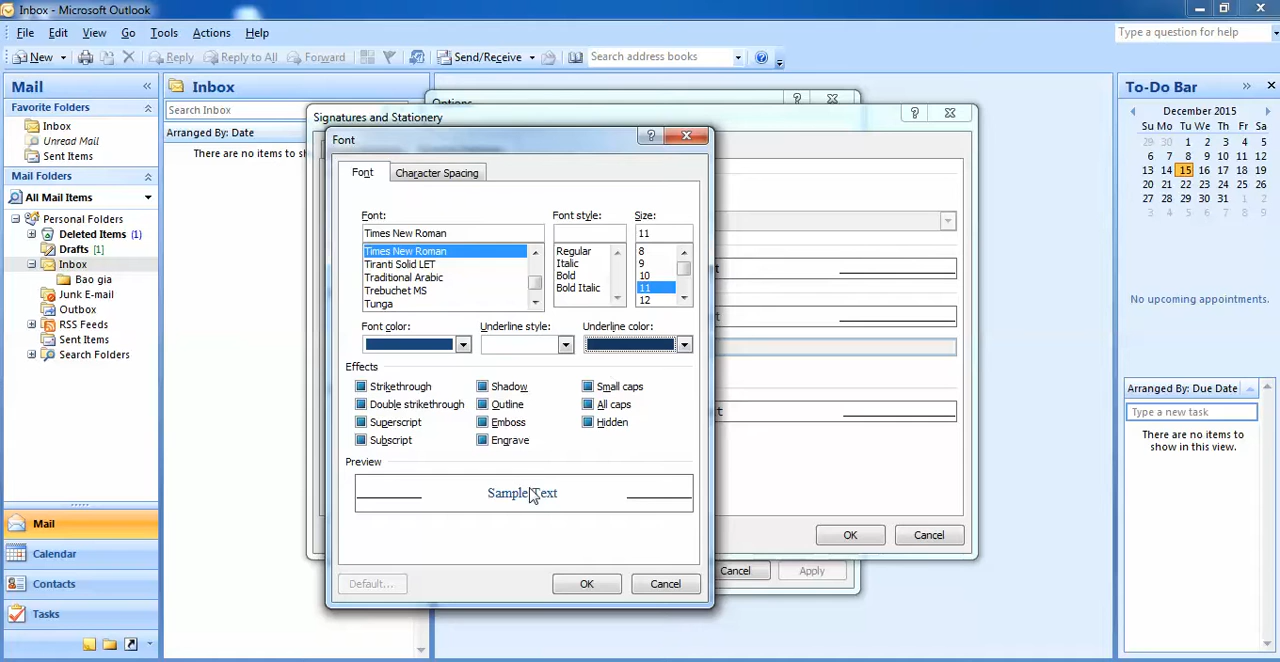 Inbox - Microsoft Outlook
File Edit View Go Tools Actions Help
Type a question for help
New Reply Reply to All Forward Send/Receive Search address books
Mail
Favorite Folders
Inbox
Unread Mail
Sent Items
Mail Folders
All Mail Items
Personal Folders
Deleted Items (1)
Drafts [1]
Inbox
Bao gia
Junk E-mail
Outbox
RSS Feeds
Sent Items
Search Folders
Mail
Calendar
Contacts
Tasks
Inbox
Search Inbox
Arranged By: Date
There are no items to
Options
Signatures and Stationery
Font
Font Character Spacing
Font: Font style: Size:
Times New Roman 11
Times New Roman Regular 8
Tiranti Solid LET Italic 9
Traditional Arabic Bold 10
Trebuchet MS Bold Italic 11
Tunga 12
Font color: Underline style: Underline color:
Effects
Strikethrough Shadow Small caps
Double strikethrough Outline All caps
Superscript Emboss Hidden
Subscript Engrave
Preview
Sample Text
Default... OK Cancel
OK Cancel
Cancel Apply
To-Do Bar
December 2015
Su Mo Tu We Th Fr Sa
29 30 1 2 3 4 5
6 7 8 9 10 11 12
13 14 15 16 17 18 19
20 21 22 23 24 25 26
27 28 29 30 31 1 2
3 4 5 6 7 8 9
No upcoming appointments.
Arranged By: Due Date
Type a new task
There are no items to
show in this view.